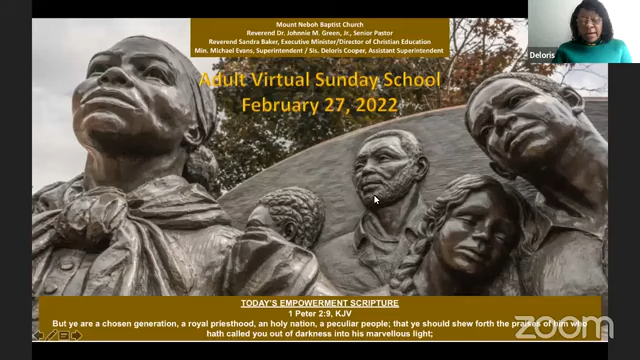 Mount Neboh Baptist Church
Reverend Dr. Johnnie M. Green, Jr., Senior Pastor
Reverend Sandra Baker, Executive Minister/Director of Christian Education
Min. Michael Evans, Superintendent / Sis. Deloris Cooper, Assistant Superintendent
Deloris
Adult Virtual Sunday School
February 27, 2022
TODAY'S EMPOWERMENT SCRIPTURE
1 Peter 2:9, KJV
But ye are a chosen generation, a royal priesthood, an holy nation, a peculiar people; that ye should shew forth the praises of him who
hath called you out of darkness into his marvellous light;
zoom